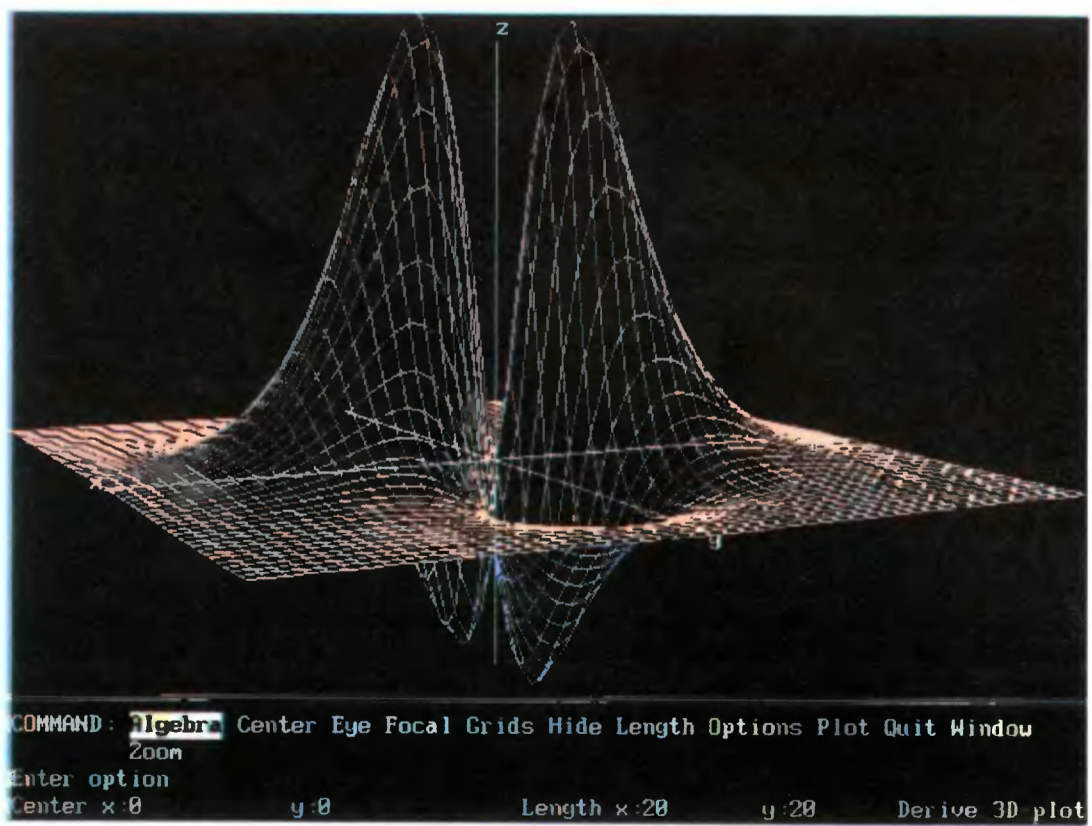 z
y
COMMAND: Algebra Center Eye Focal Grids Hide Length Options Plot Quit Window
Zoom
Enter option
Center x:0 y:0 Length x:20 y:20 Derive 3D plot